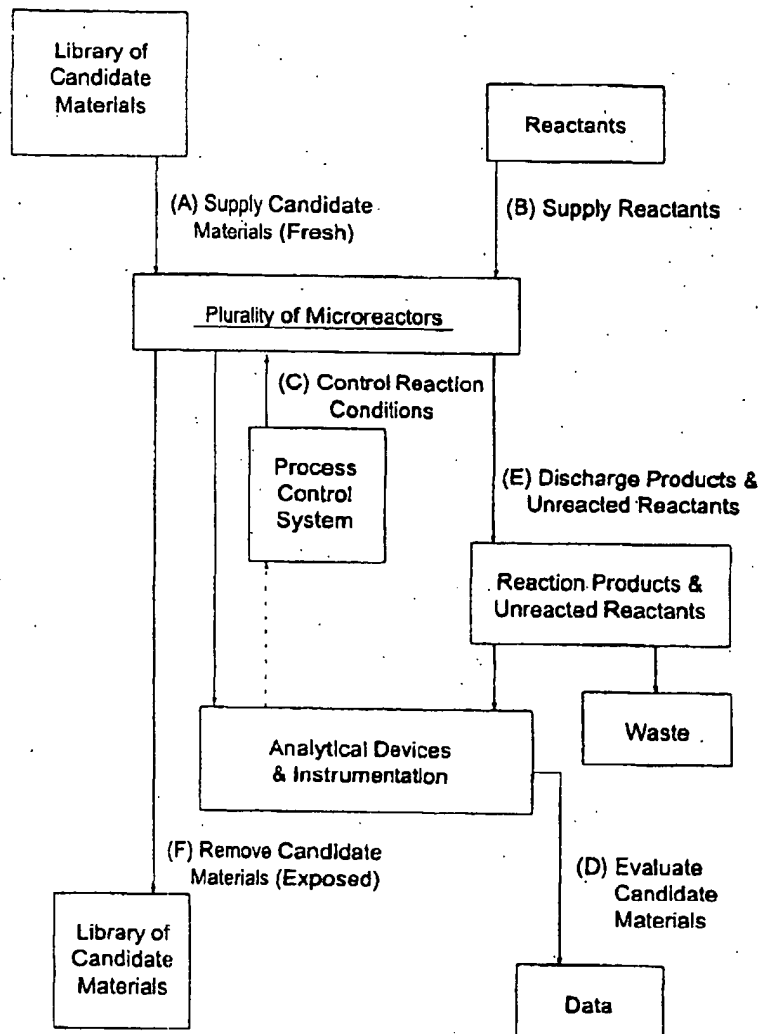 Library of
Candidate
Materials
Reactants
(A) Supply Candidate
Materials (Fresh)
(B) Supply Reactants
Plurality of Microreactors
(C) Control Reaction
Conditions
Process
Control
System
(E) Discharge Products &
Unreacted Reactants
Reaction Products &
Unreacted Reactants
Waste
Analytical Devices
& Instrumentation
(F) Remove Candidate
Materials (Exposed)
(D) Evaluate
Candidate
Materials
Library of
Candidate
Materials
Data